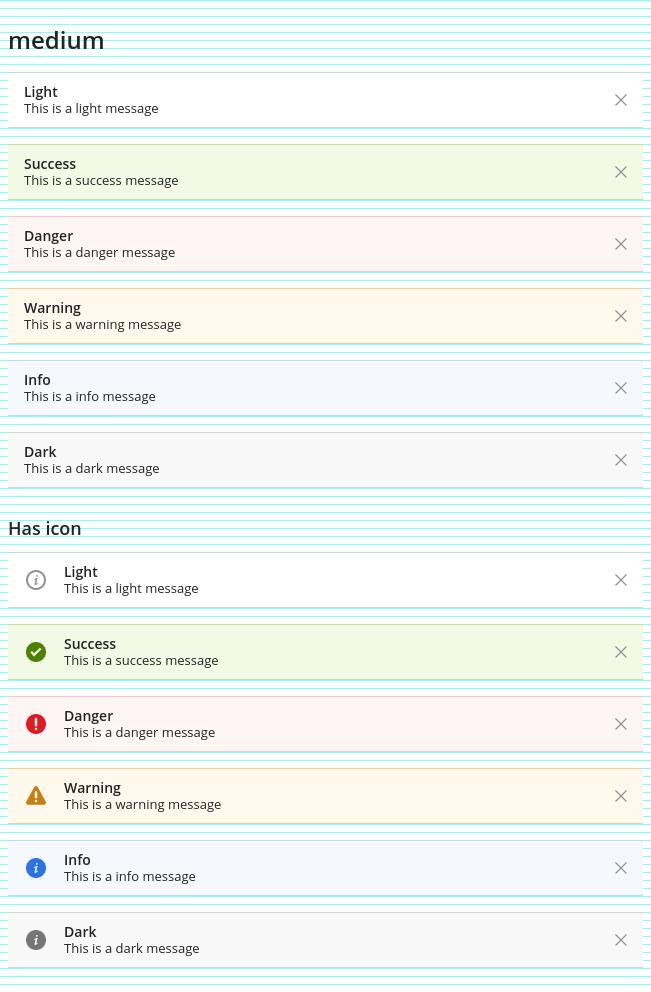 medium
Light
This is a light message
Success
This is a success message
Danger
This is a danger message
Warning
This is a warning message
Info
This is a info message
Dark
This is a dark message
Has icon
Light
This is a light message
Success
This is a success message
Danger
This is a danger message
Warning
This is a warning message
Info
This is a info message
Dark
This is a dark message